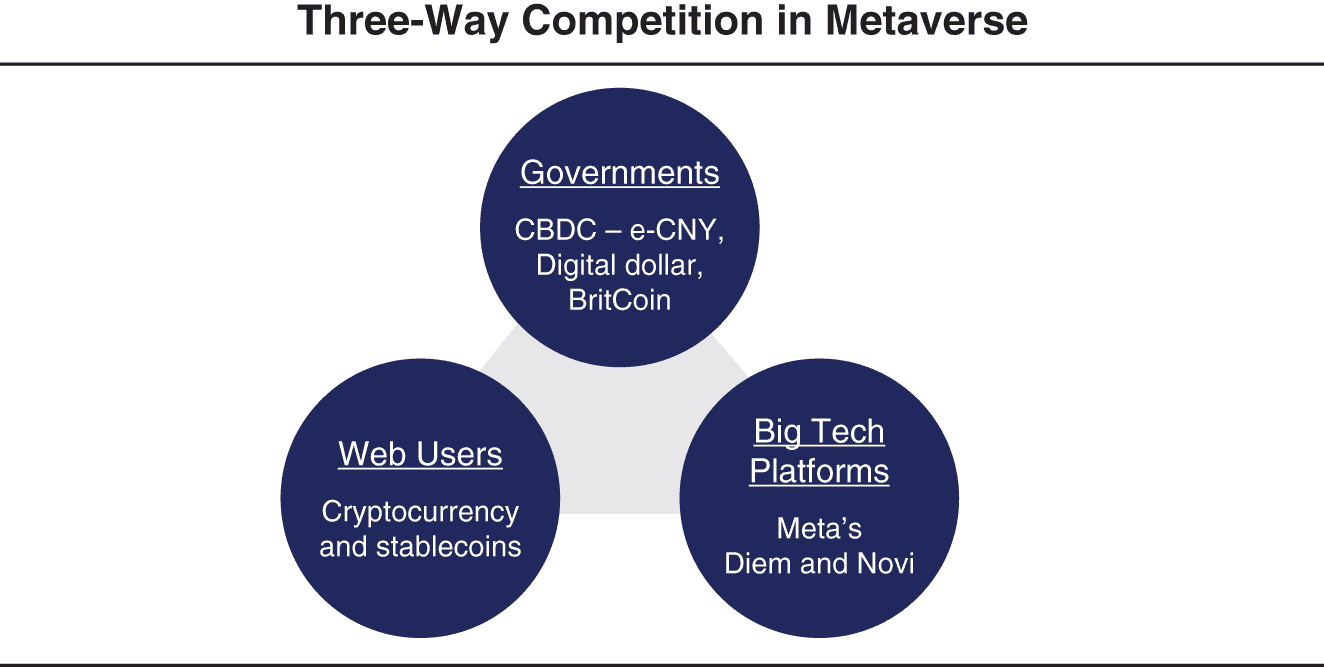 Three-Way Competition in Metaverse
Governments
CBDC – e-CNY,
Digital dollar,
BritCoin
Web Users
Cryptocurrency
and stablecoins
Big Tech
Platforms
Meta’s
Diem and Novi